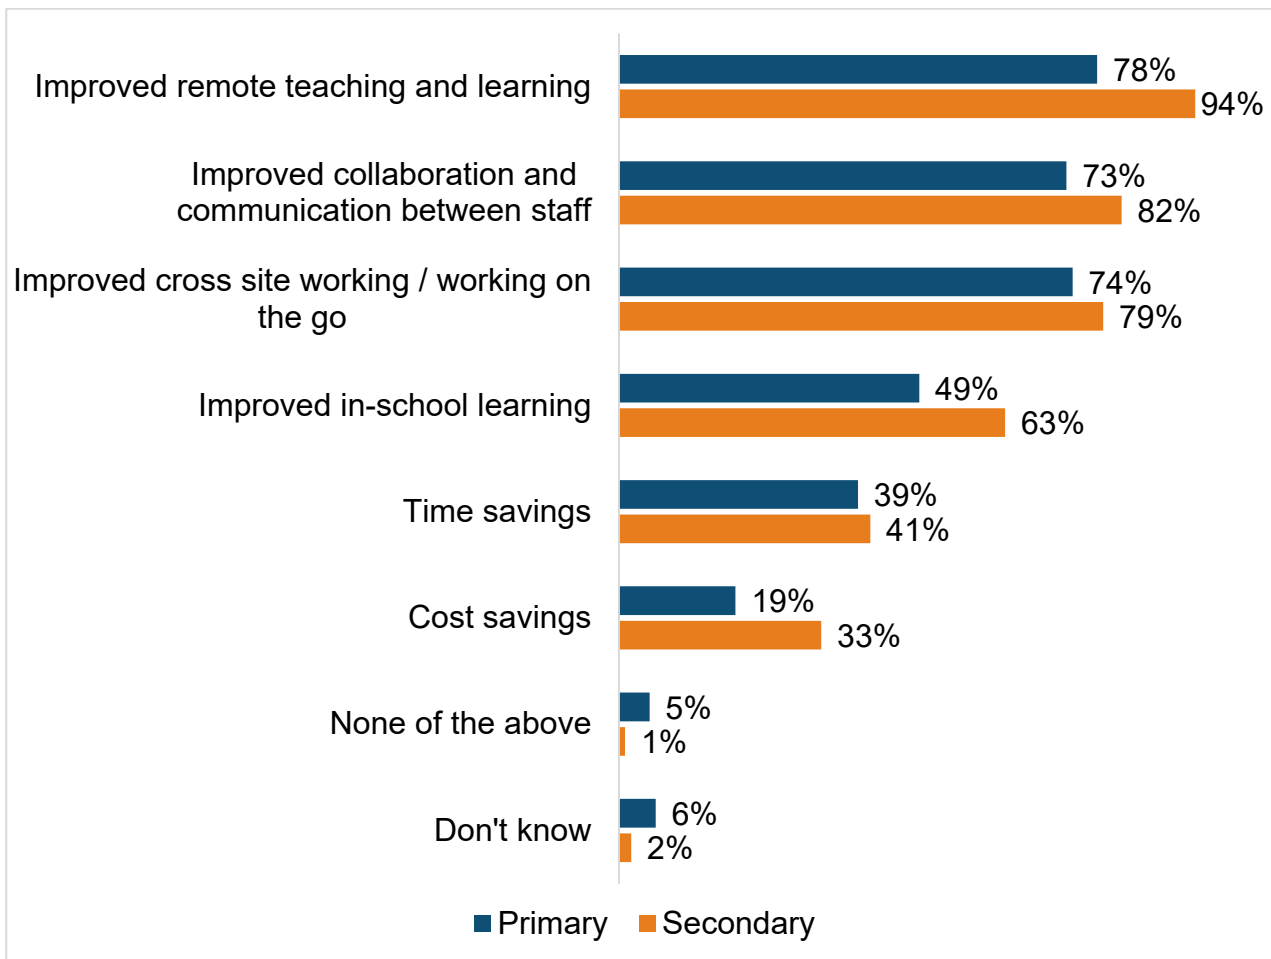 Improved remote teaching and learning
78%
94%
Improved collaboration and
communication between staff
73%
82%
Improved cross site working / working on
the go
74%
79%
Improved in-school learning
49%
63%
Time savings
39%
41%
Cost savings
19%
33%
None of the above
5%
1%
Don't know
6%
2%
Primary Secondary